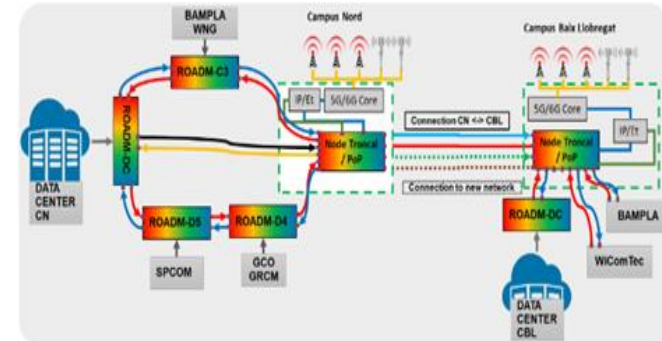 BAMPLA
WNG
Campus Nord
Campus Baix Llobregat
ROADM-C3
IP/Et
5G/6G Core
5G/6G Core
IP/Et
ROADM-DC
Connection CN <-> CBL
Node Troncal
/ PoP
Node Troncal
/ PoP
Connection to new network
DATA
CENTER
CN
ROADM-D5
ROADM-D4
ROADM-DC
BAMPLA
SPCOM
GCO
GRCM
WiComTec
DATA
CENTER
CBL